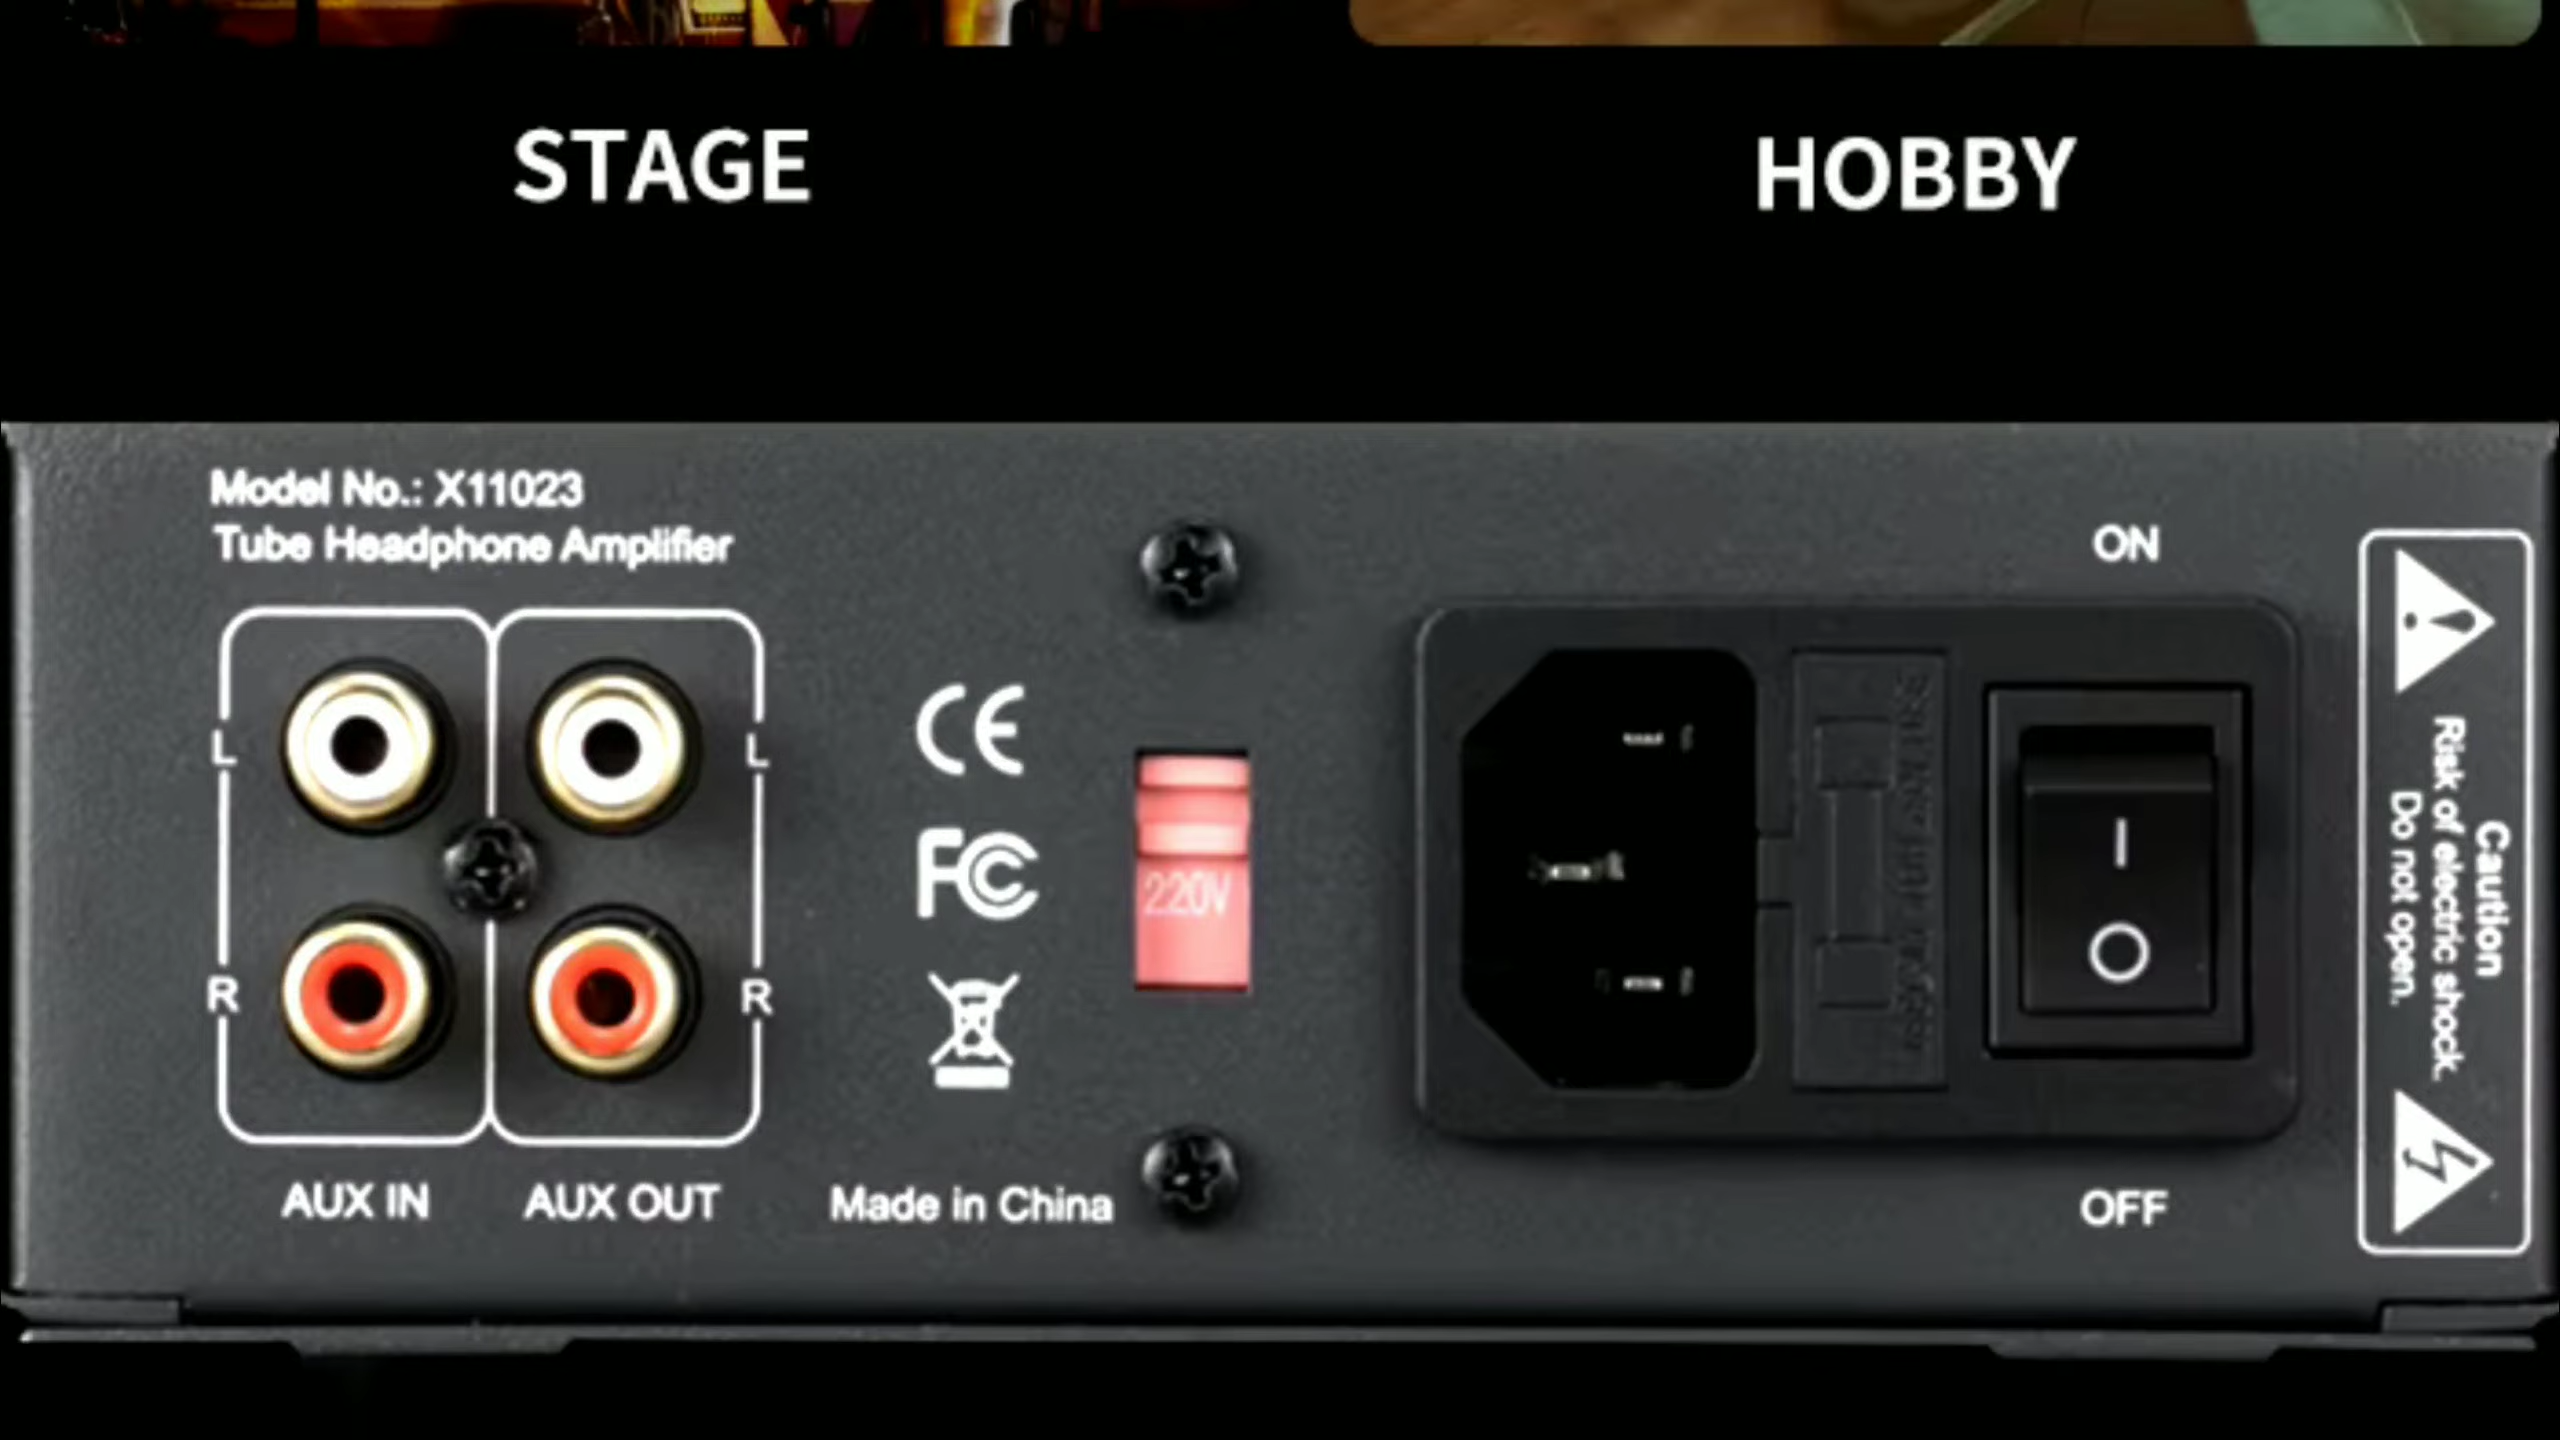 STAGE
HOBBY
Model No.: X11023
Tube Headphone Amplifier
ON
L
L
CE
FC
220V
R
R
AUX IN
AUX OUT
Made in China
OFF
Caution
Risk of electric shock.
Do not open.